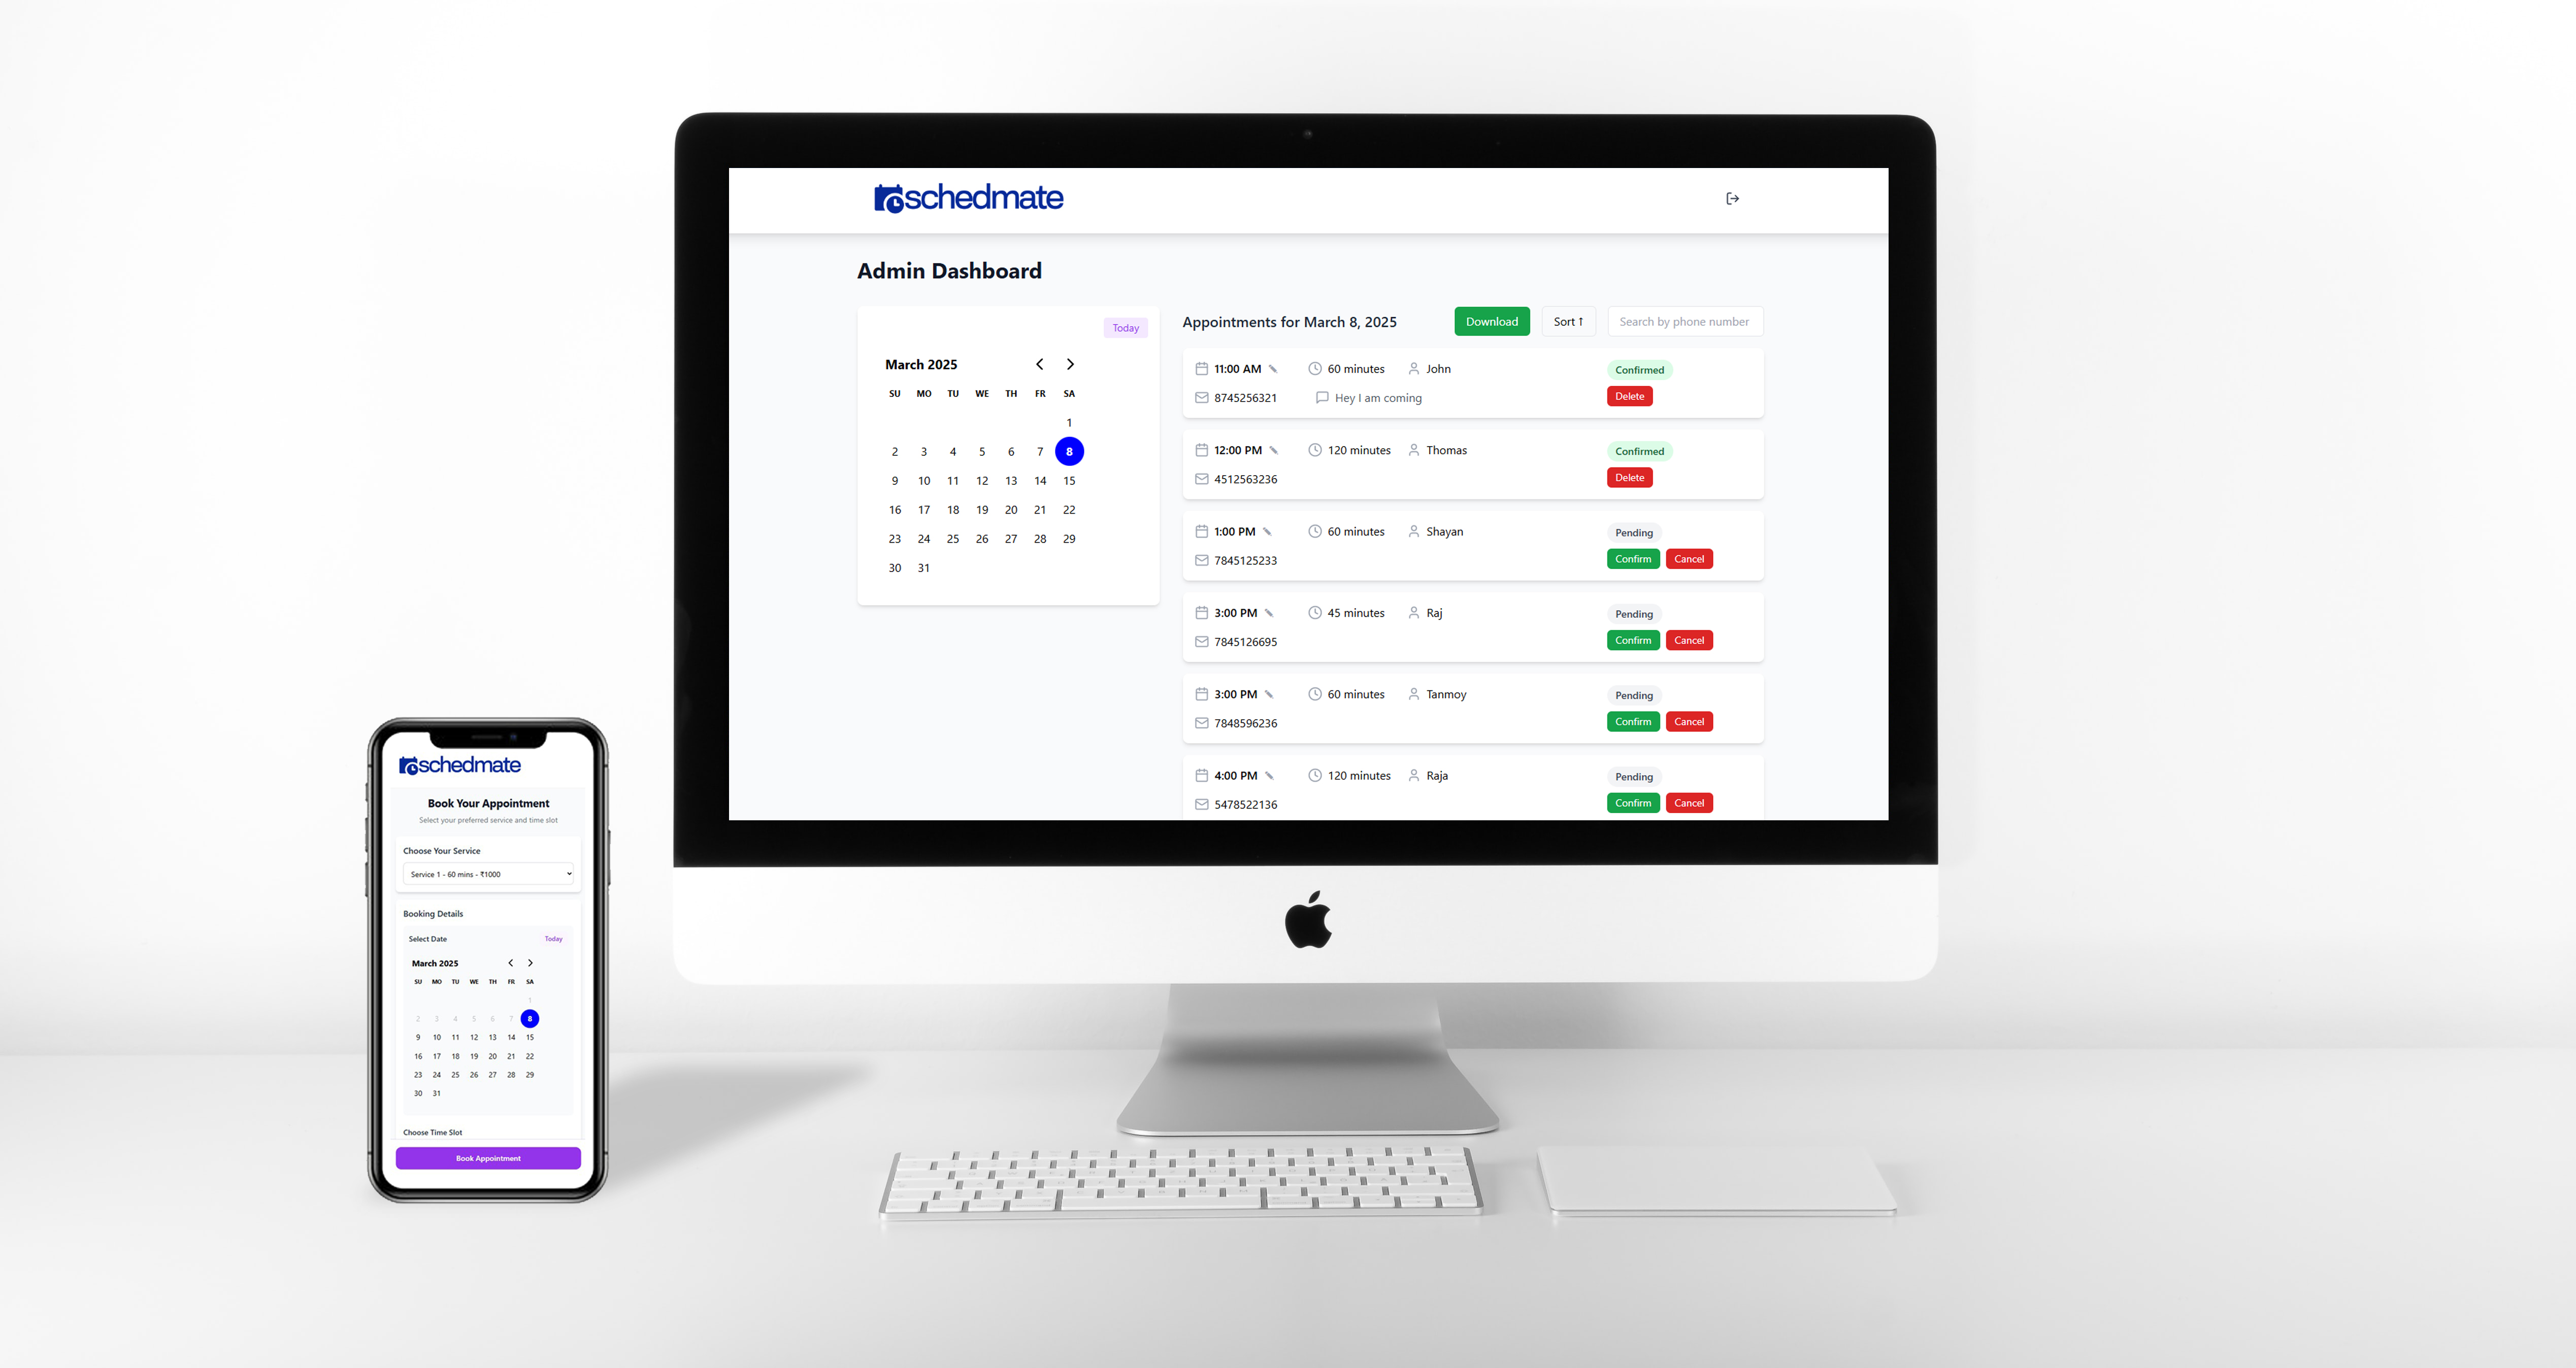 schedmate
Admin Dashboard
Today
March 2025
SU MO TU WE TH FR SA
1
2 3 4 5 6 7 8
9 10 11 12 13 14 15
16 17 18 19 20 21 22
23 24 25 26 27 28 29
30 31
Appointments for March 8, 2025 Download Sort ↑ Search by phone number
11:00 AM 60 minutes John Confirmed
8745256321 Hey I am coming Delete
12:00 PM 120 minutes Thomas Confirmed
4512563236 Delete
1:00 PM 60 minutes Shayan Pending
7845125233 Confirm Cancel
3:00 PM 45 minutes Raj Pending
7845126695 Confirm Cancel
3:00 PM 60 minutes Tanmoy Pending
7848596236 Confirm Cancel
4:00 PM 120 minutes Raja Pending
5478522136 Confirm Cancel
schedmate
Book Your Appointment
Select your preferred service and time slot
Choose Your Service
Service 1 - 60 mins - ₹1000
Booking Details
Select Date Today
March 2025
SU MO TU WE TH FR SA
1
2 3 4 5 6 7 8
9 10 11 12 13 14 15
16 17 18 19 20 21 22
23 24 25 26 27 28 29
30 31
Choose Time Slot
Book Appointment